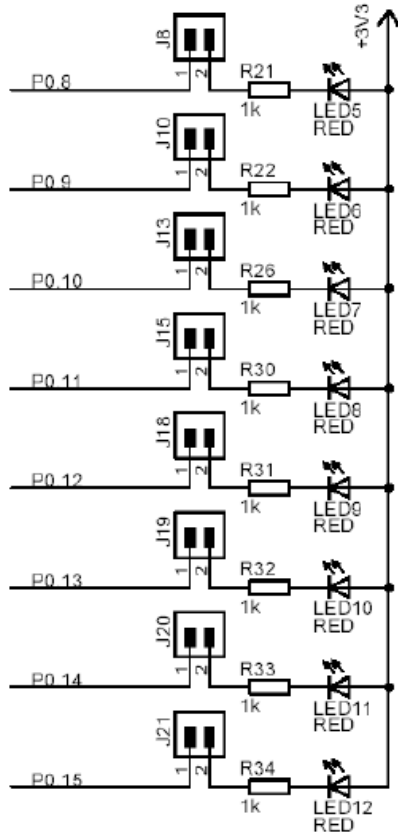 +3V3
J8
1 2
P0.8
R21
1k
LED5
RED
J10
1 2
P0.9
R22
1k
LED6
RED
J13
1 2
P0.10
R26
1k
LED7
RED
J15
1 2
P0.11
R30
1k
LED8
RED
J18
1 2
P0.12
R31
1k
LED9
RED
J19
1 2
P0.13
R32
1k
LED10
RED
J20
1 2
P0.14
R33
1k
LED11
RED
J21
1 2
P0.15
R34
1k
LED12
RED